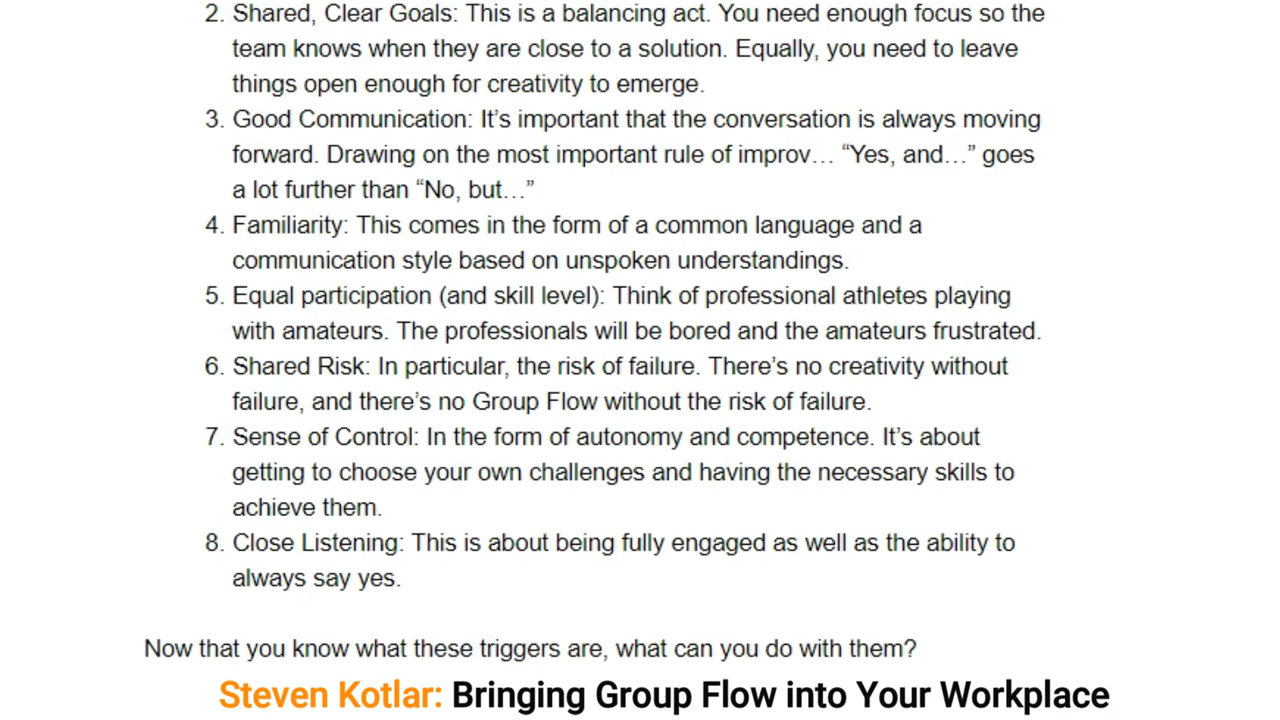 2. Shared, Clear Goals: This is a balancing act. You need enough focus so the
team knows when they are close to a solution. Equally, you need to leave
things open enough for creativity to emerge.
3. Good Communication: It’s important that the conversation is always moving
forward. Drawing on the most important rule of improv… “Yes, and…” goes
a lot further than “No, but…”
4. Familiarity: This comes in the form of a common language and a
communication style based on unspoken understandings.
5. Equal participation (and skill level): Think of professional athletes playing
with amateurs. The professionals will be bored and the amateurs frustrated.
6. Shared Risk: In particular, the risk of failure. There’s no creativity without
failure, and there’s no Group Flow without the risk of failure.
7. Sense of Control: In the form of autonomy and competence. It’s about
getting to choose your own challenges and having the necessary skills to
achieve them.
8. Close Listening: This is about being fully engaged as well as the ability to
always say yes.
Now that you know what these triggers are, what can you do with them?
Steven Kotlar: Bringing Group Flow into Your Workplace